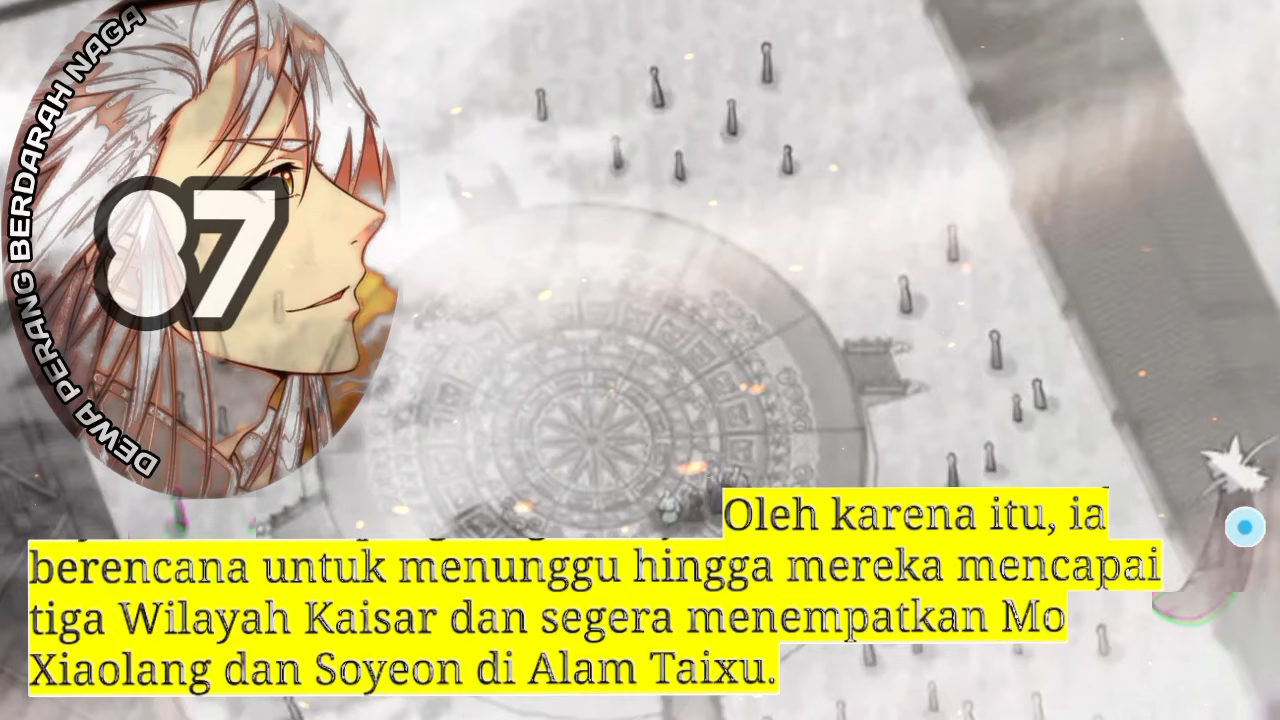 DEWA PERANG BERDARAH NAGA
87
Oleh karena itu, ia
berencana untuk menunggu hingga mereka mencapai
tiga Wilayah Kaisar dan segera menempatkan Mo
Xiaolang dan Soyeon di Alam Taixu.